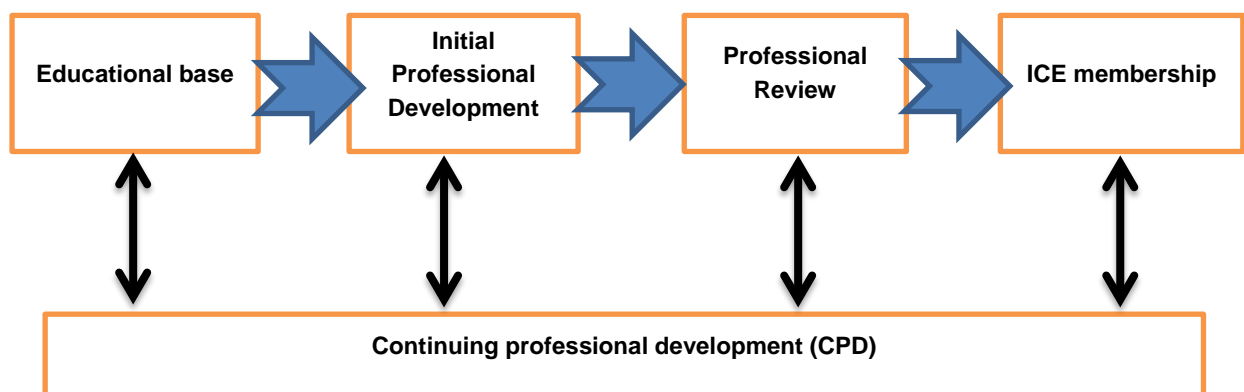 Educational base
Initial
Professional
Development
Professional
Review
ICE membership
Continuing professional development (CPD)